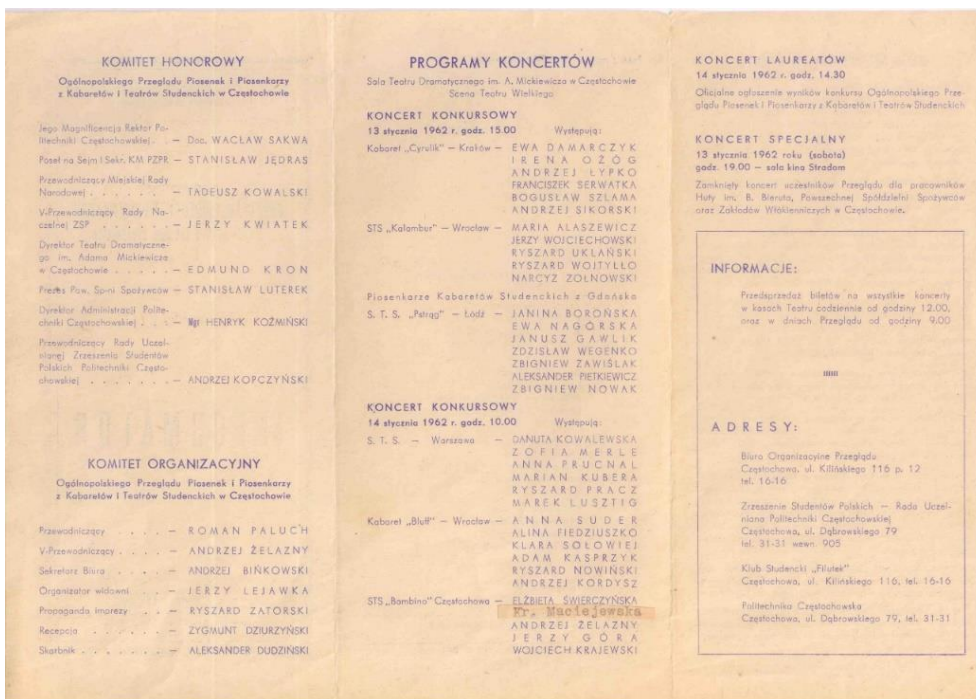 KOMITET HONOROWY
Ogólnopolskiego Przeglądu Piosenek i Piosenkarzy
z Kabaretów i Teatrów Studenckich w Częstochowie
Jego Magnificencja Rektor Po-
litechniki Częstochowskiej . . — Doc. WACŁAW SAKWA
Poseł na Sejm i Sekr. KM PZPR — STANISŁAW JĘDRAS
Przewodniczący Miejskiej Rady
Narodowej . . . . . . . — TADEUSZ KOWALSKI
V-Przewodniczący Rady Na-
czelnej ZSP . . . . . . — JERZY KWIATEK
Dyrektor Teatru Dramatyczne-
go im. Adama Mickiewicza
w Częstochowie . . . . . — EDMUND KRON
Prezes Pow. Sp-ni Spożywców — STANISŁAW LUTEREK
Dyrektor Administracji Polite-
chniki Częstochowskiej . . . — Mgr HENRYK KOŹMIŃSKI
Przewodniczący Rady Uczel-
nianej Zrzeszenia Studentów
Polskich Politechniki Często-
chowskiej . . . . . . . — ANDRZEJ KOPCZYŃSKI
KOMITET ORGANIZACYJNY
Ogólnopolskiego Przeglądu Piosenek i Piosenkarzy
z Kabaretów i Teatrów Studenckich w Częstochowie
Przewodniczący . . . . — ROMAN PALUCH
V-Przewodniczący . . . . — ANDRZEJ ŻELAZNY
Sekretarz Biura . . . . — ANDRZEJ BIŃKOWSKI
Organizator widowni . . . — JERZY LEJAWKA
Propaganda imprezy . . . — RYSZARD ZATORSKI
Recepcja . . . . . . . — ZYGMUNT DZIURZYŃSKI
Skarbnik . . . . . . . — ALEKSANDER DUDZIŃSKI
PROGRAMY KONCERTÓW
Sala Teatru Dramatycznego im. A. Mickiewicza w Częstochowie
Scena Teatru Wielkiego
KONCERT KONKURSOWY
13 stycznia 1962 r. godz. 15.00 Występują:
Kabaret „Cyrulik” — Kraków — EWA DAMARCZYK
IRENA OŻÓG
ANDRZEJ ŁYPKO
FRANCISZEK SERWATKA
BOGUSŁAW SZLAMA
ANDRZEJ SIKORSKI
STS „Kalambur” — Wrocław — MARIA ALASZEWICZ
JERZY WOJCIECHOWSKI
RYSZARD UKLAŃSKI
RYSZARD WOJTYŁŁO
NARCYZ ŻOŁNOWSKI
Piosenkarze Kabaretów Studenckich z Gdańska
S. T. S. „Pstrąg” — Łódź — JANINA BOROŃSKA
EWA NAGÓRSKA
JANUSZ GAWLIK
ZDZISŁAW WEGENKO
ZBIGNIEW ZAWIŚLAK
ALEKSANDER PIETKIEWICZ
ZBIGNIEW NOWAK
KONCERT KONKURSOWY
14 stycznia 1962 r. godz. 10.00 Występują:
S. T. S. — Warszawa — DANUTA KOWALEWSKA
ZOFIA MERLE
ANNA PRUCNAL
MARIAN KUBERA
RYSZARD PRACZ
MAREK LUSZTIG
Kabaret „Bluff” — Wrocław — ANNA SUDER
ALINA FIEDZIUSZKO
KLARA SOŁOWIEJ
ADAM KASPRZYK
RYSZARD NOWIŃSKI
ANDRZEJ KORDYSZ
STS „Bambino” Częstochowa — ELŻBIETA ŚWIERCZYŃSKA
Kr. Maciejewska
ANDRZEJ ŻELAZNY
JERZY GÓRA
WOJCIECH KRAJEWSKI
KONCERT LAUREATÓW
14 stycznia 1962 r. godz. 14.30
Oficjalne ogłoszenie wyników konkursu Ogólnopolskiego Prze-
glądu Piosenek i Piosenkarzy z Kabaretów i Teatrów Studenckich
KONCERT SPECJALNY
13 stycznia 1962 roku (sobota)
godz. 19.00 — sala kina Stradom
Zamknięty koncert uczestników Przeglądu dla pracowników
Huty im. B. Bieruta, Powszechnej Spółdzielni Spożywców
oraz Zakładów Włókienniczych w Częstochowie.
INFORMACJE:
Przedsprzedaż biletów na wszystkie koncerty
w kasach Teatru codziennie od godziny 12.00,
oraz w dniach Przeglądu od godziny 9.00
ADRESY:
Biuro Organizacyjne Przeglądu
Częstochowa, ul. Kilińskiego 116 p. 12
tel. 16-16
Zrzeszenie Studentów Polskich — Rada Uczel-
niana Politechniki Częstochowskiej
Częstochowa, ul. Dąbrowskiego 79
tel. 31-31 wewn. 905
Klub Studencki „Filutek”
Częstochowa, ul. Kilińskiego 116, tel. 16-16
Politechnika Częstochowska
Częstochowa, ul. Dąbrowskiego 79, tel. 31-31